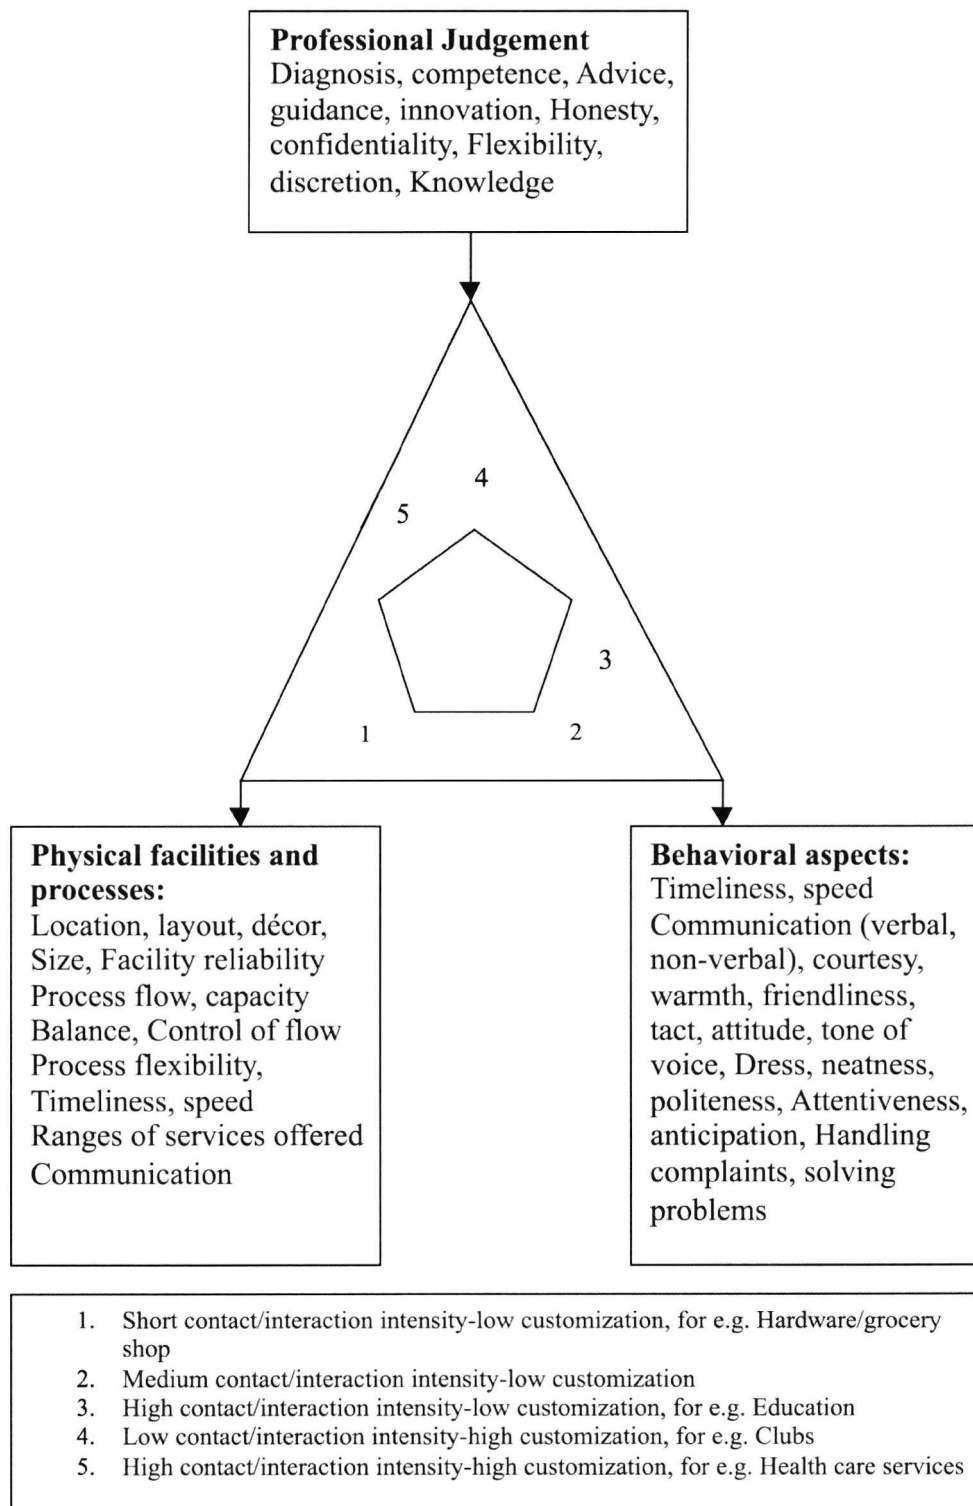 Professional Judgement
Diagnosis, competence, Advice,
guidance, innovation, Honesty,
confidentiality, Flexibility,
discretion, Knowledge
4
5
3
1
2
Physical facilities and
processes:
Location, layout, décor,
Size, Facility reliability
Process flow, capacity
Balance, Control of flow
Process flexibility,
Timeliness, speed
Ranges of services offered
Communication
Behavioral aspects:
Timeliness, speed
Communication (verbal,
non-verbal), courtesy,
warmth, friendliness,
tact, attitude, tone of
voice, Dress, neatness,
politeness, Attentiveness,
anticipation, Handling
complaints, solving
problems
1. Short contact/interaction intensity-low customization, for e.g. Hardware/grocery
shop
2. Medium contact/interaction intensity-low customization
3. High contact/interaction intensity-low customization, for e.g. Education
4. Low contact/interaction intensity-high customization, for e.g. Clubs
5. High contact/interaction intensity-high customization, for e.g. Health care services